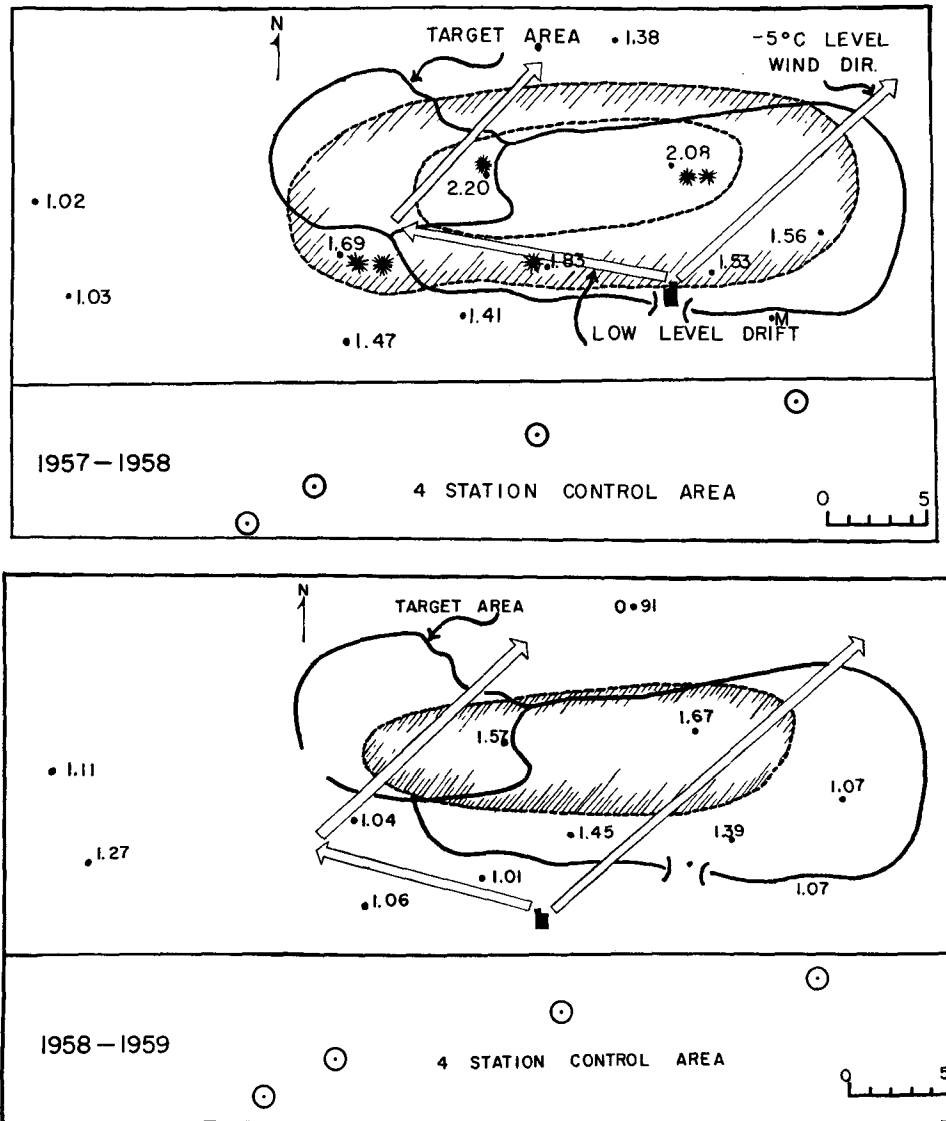 N
TARGET AREA
1.38
-5°C LEVEL
WIND DIR.
2.08
2.20
1.02
1.56
1.69
1.83
1.53
1.03
1.41
M
LOW LEVEL DRIFT
1.47
1957-1958
4 STATION CONTROL AREA
0 5
N
TARGET AREA
0.91
1.67
1.57
1.11
1.07
1.04
1.45
1.39
1.27
1.01
1.07
1.06
1958-1959
4 STATION CONTROL AREA
0 5